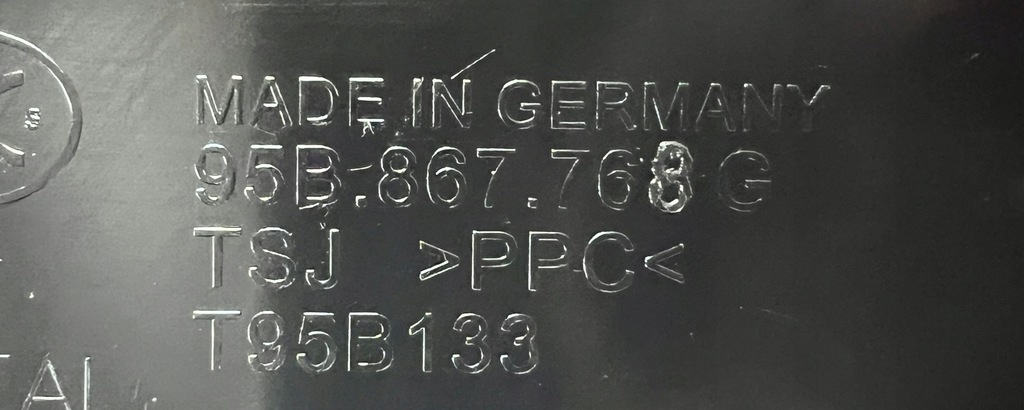 MADE IN GERMANY
95B.867.768 G
TSJ >PPC<
T95B133